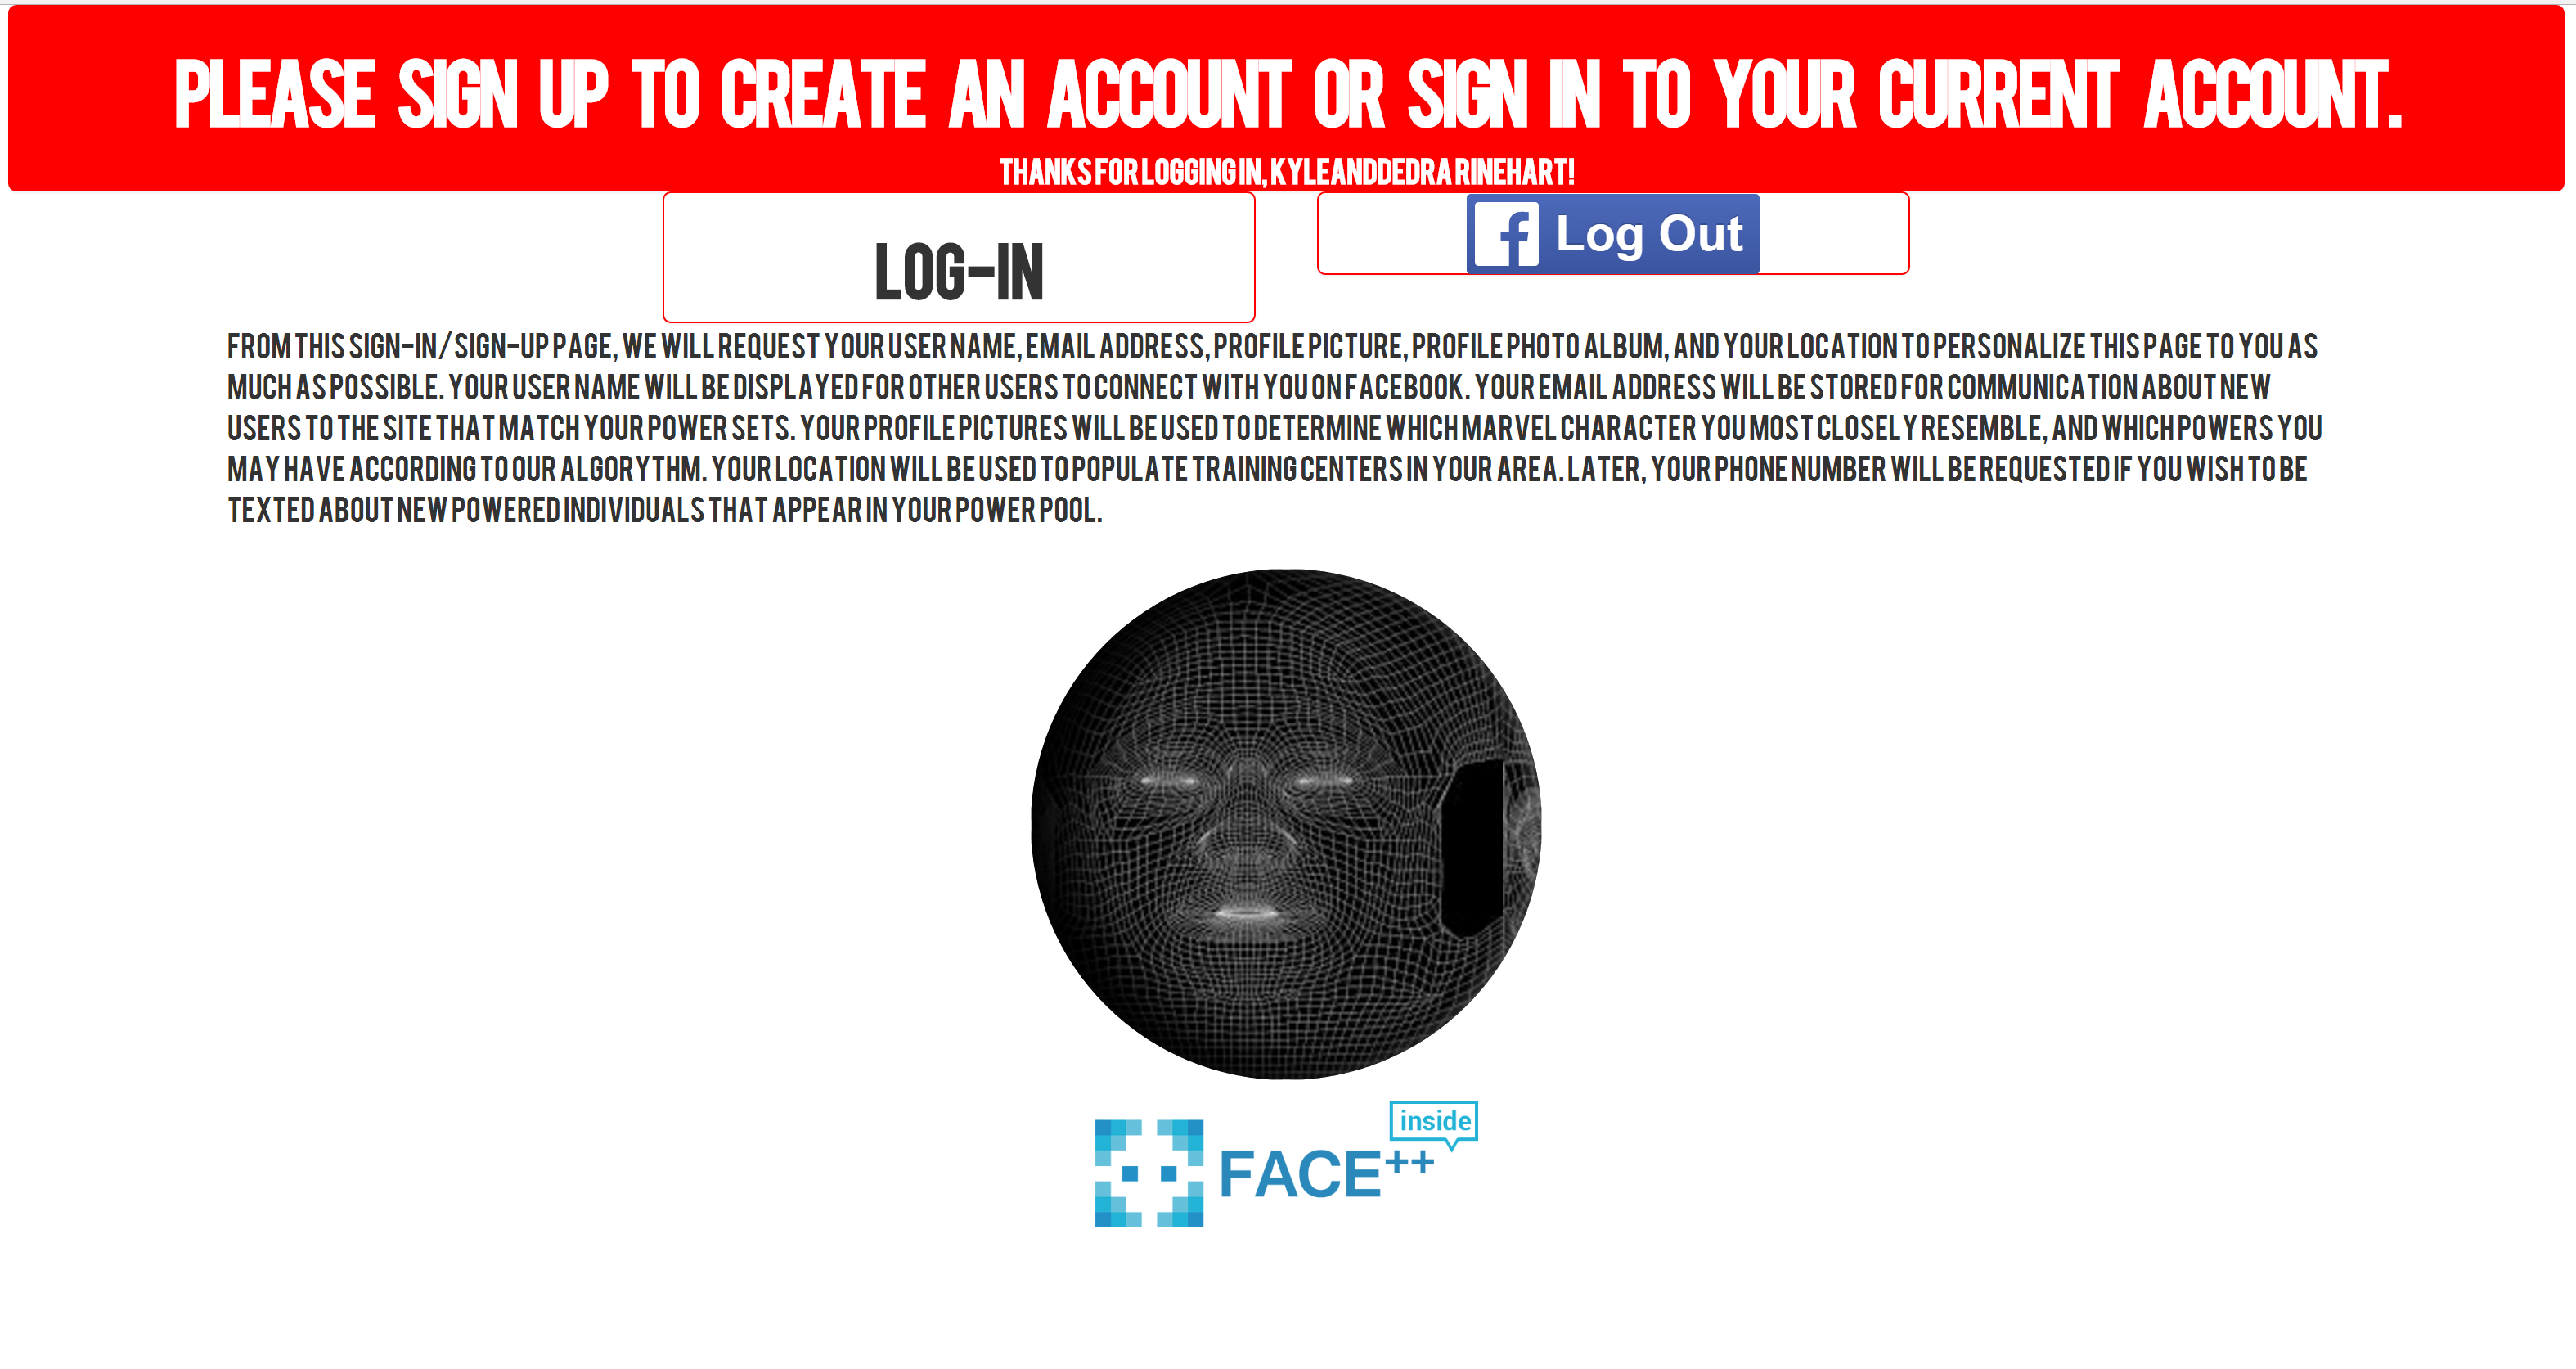 PLEASE SIGN UP TO CREATE AN ACCOUNT OR SIGN IN TO YOUR CURRENT ACCOUNT.
THANKS FOR LOGGING IN, KYLEANDDEDRA RINEHART!
LOG-IN
f Log Out
FROM THIS SIGN-IN/SIGN-UP PAGE, WE WILL REQUEST YOUR USER NAME, EMAIL ADDRESS, PROFILE PICTURE, PROFILE PHOTO ALBUM, AND YOUR LOCATION TO PERSONALIZE THIS PAGE TO YOU AS
MUCH AS POSSIBLE. YOUR USER NAME WILL BE DISPLAYED FOR OTHER USERS TO CONNECT WITH YOU ON FACEBOOK. YOUR EMAIL ADDRESS WILL BE STORED FOR COMMUNICATION ABOUT NEW
USERS TO THE SITE THAT MATCH YOUR POWER SETS. YOUR PROFILE PICTURES WILL BE USED TO DETERMINE WHICH MARVEL CHARACTER YOU MOST CLOSELY RESEMBLE, AND WHICH POWERS YOU
MAY HAVE ACCORDING TO OUR ALGORYTHM. YOUR LOCATION WILL BE USED TO POPULATE TRAINING CENTERS IN YOUR AREA. LATER, YOUR PHONE NUMBER WILL BE REQUESTED IF YOU WISH TO BE
TEXTED ABOUT NEW POWERED INDIVIDUALS THAT APPEAR IN YOUR POWER POOL.
inside
FACE++